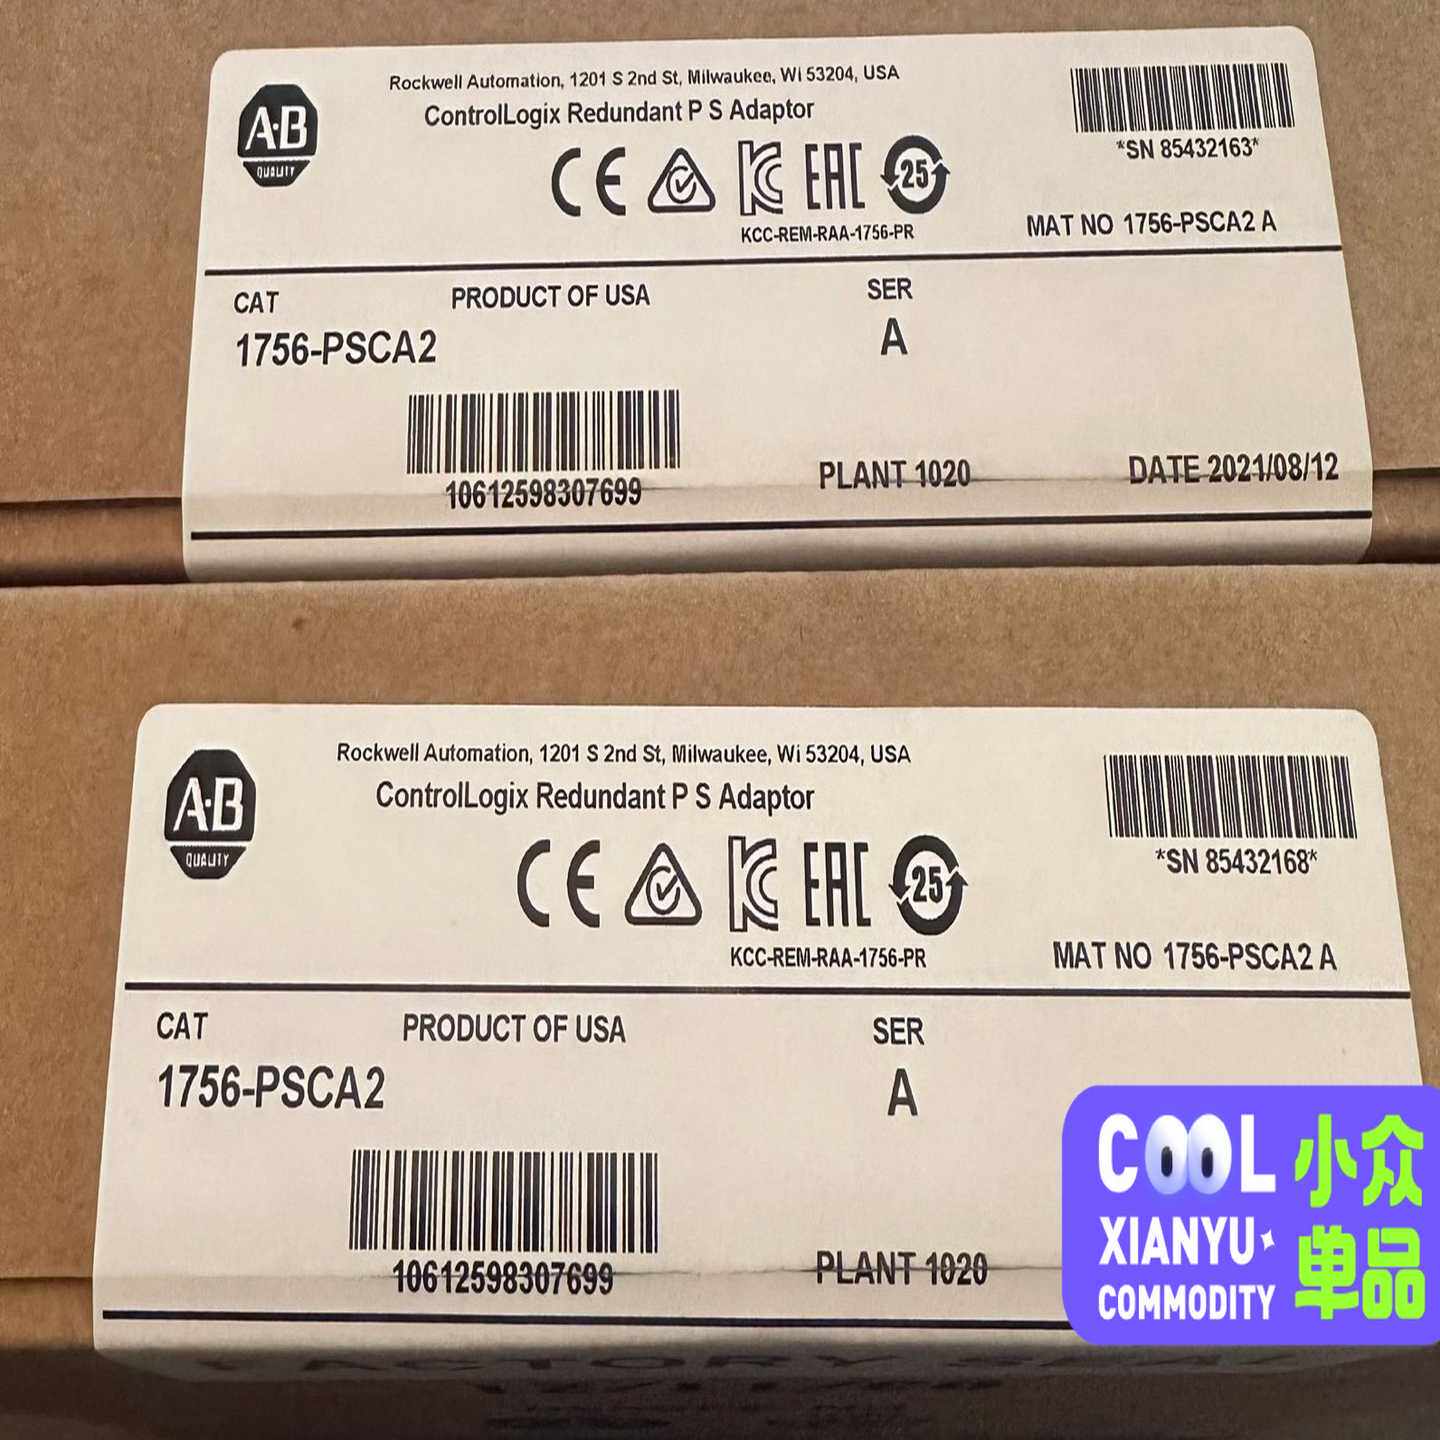 A·B
QUALITY
Rockwell Automation, 1201 S 2nd St, Milwaukee, Wi 53204, USA
ControlLogix Redundant P S Adaptor
CE KC EAC 25
KCC-REM-RAA-1756-PR
*SN 85432163*
MAT NO 1756-PSCA2 A
CAT PRODUCT OF USA SER
1756-PSCA2 A
10612598307699
PLANT 1020
DATE 2021/08/12
A·B
QUALITY
Rockwell Automation, 1201 S 2nd St, Milwaukee, Wi 53204, USA
ControlLogix Redundant P S Adaptor
CE KC EAC 25
KCC-REM-RAA-1756-PR
*SN 85432168*
MAT NO 1756-PSCA2 A
CAT PRODUCT OF USA SER
1756-PSCA2 A
10612598307699
PLANT 1020
FACTORY SEAL
COOL
XIANYU
COMMODITY
小众
单品